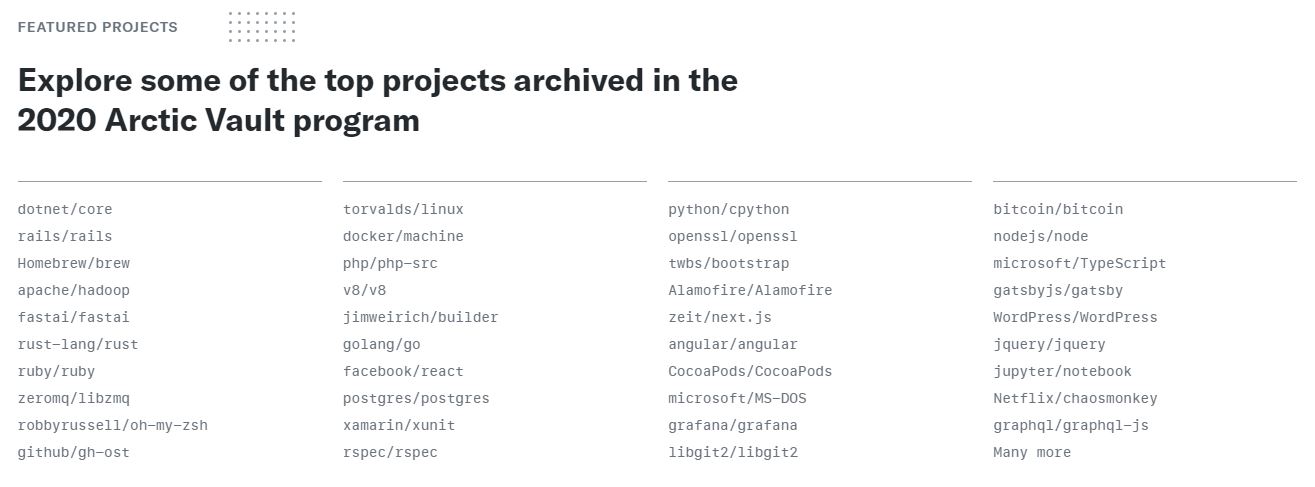 FEATURED PROJECTS
Explore some of the top projects archived in the
2020 Arctic Vault program
dotnet/core
rails/rails
Homebrew/brew
apache/hadoop
fastai/fastai
rust-lang/rust
ruby/ruby
zeromq/libzmq
robbyrussell/oh-my-zsh
github/gh-ost
torvalds/linux
docker/machine
php/php-src
v8/v8
jimweirich/builder
golang/go
facebook/react
postgres/postgres
xamarin/xunit
rspec/rspec
python/cpython
openssl/openssl
twbs/bootstrap
Alamofire/Alamofire
zeit/next.js
angular/angular
CocoaPods/CocoaPods
microsoft/MS-DOS
grafana/grafana
libgit2/libgit2
bitcoin/bitcoin
nodejs/node
microsoft/TypeScript
gatsbyjs/gatsby
WordPress/WordPress
jquery/jquery
jupyter/notebook
Netflix/chaosmonkey
graphql/graphql-js
Many more